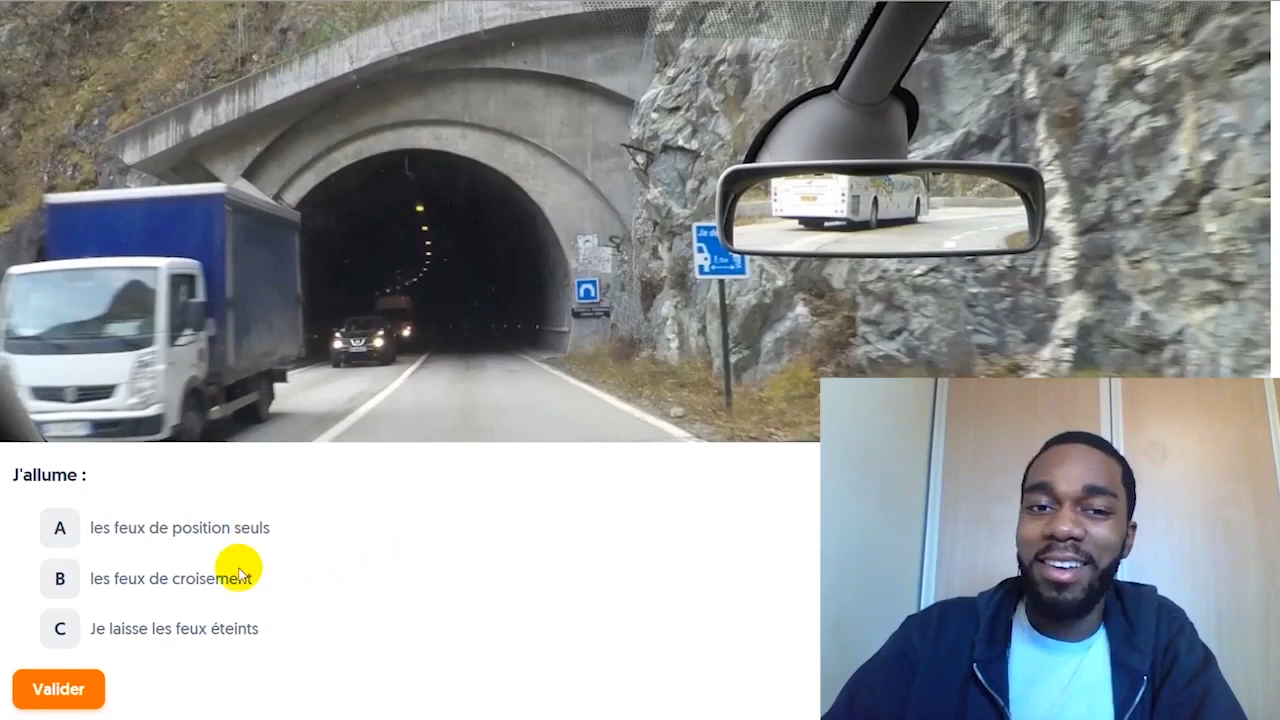 J'allume :
A les feux de position seuls
B les feux de croisement
C Je laisse les feux éteints
Valider